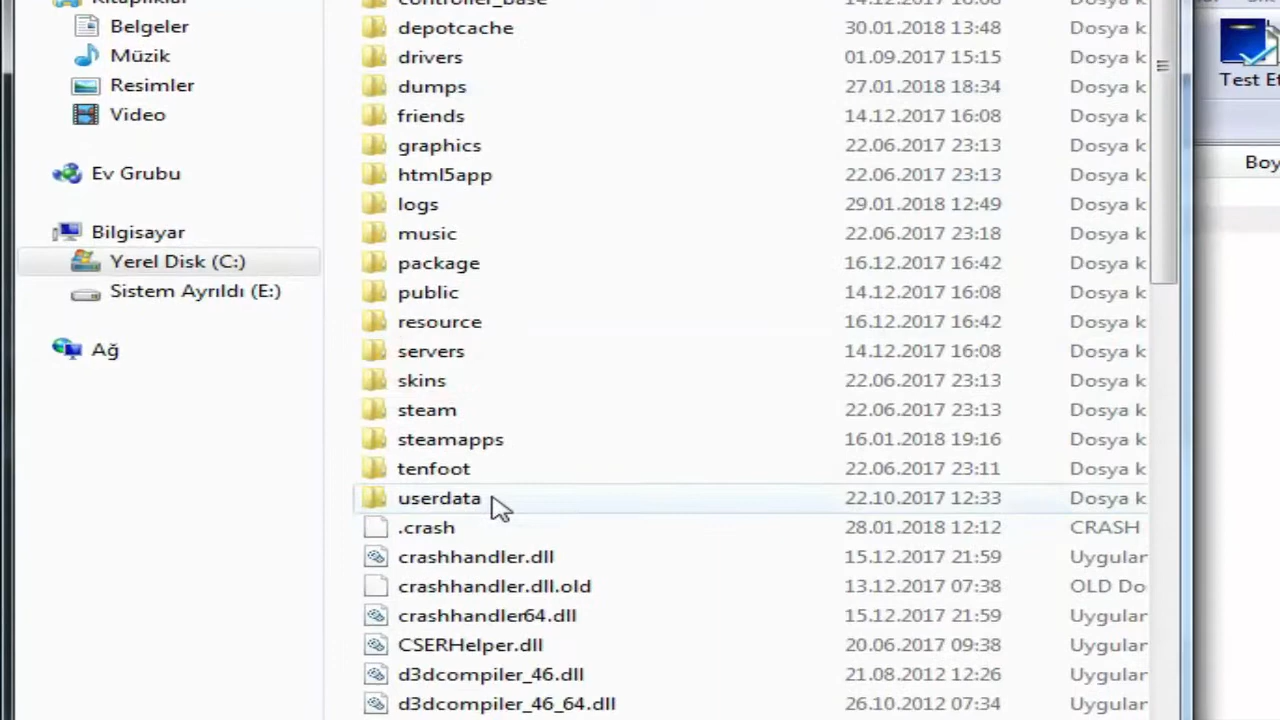 Kitaplıklar
Belgeler
Müzik
Resimler
Video
Ev Grubu
Bilgisayar
Yerel Disk (C:)
Sistem Ayrıldı (E:)
Ağ
controller_base 14.12.2017 16:08 Dosya k
depotcache 30.01.2018 13:48 Dosya k
drivers 01.09.2017 15:15 Dosya k
dumps 27.01.2018 18:34 Dosya k
friends 14.12.2017 16:08 Dosya k
graphics 22.06.2017 23:13 Dosya k
html5app 22.06.2017 23:13 Dosya k
logs 29.01.2018 12:49 Dosya k
music 22.06.2017 23:18 Dosya k
package 16.12.2017 16:42 Dosya k
public 14.12.2017 16:08 Dosya k
resource 16.12.2017 16:42 Dosya k
servers 14.12.2017 16:08 Dosya k
skins 22.06.2017 23:13 Dosya k
steam 22.06.2017 23:13 Dosya k
steamapps 16.01.2018 19:16 Dosya k
tenfoot 22.06.2017 23:11 Dosya k
userdata 22.10.2017 12:33 Dosya k
.crash 28.01.2018 12:12 CRASH
crashhandler.dll 15.12.2017 21:59 Uygular
crashhandler.dll.old 13.12.2017 07:38 OLD Do
crashhandler64.dll 15.12.2017 21:59 Uygular
CSERHelper.dll 20.06.2017 09:38 Uygular
d3dcompiler_46.dll 21.08.2012 12:26 Uygular
d3dcompiler_46_64.dll 26.10.2012 07:34 Uygular
Test Et
Boy